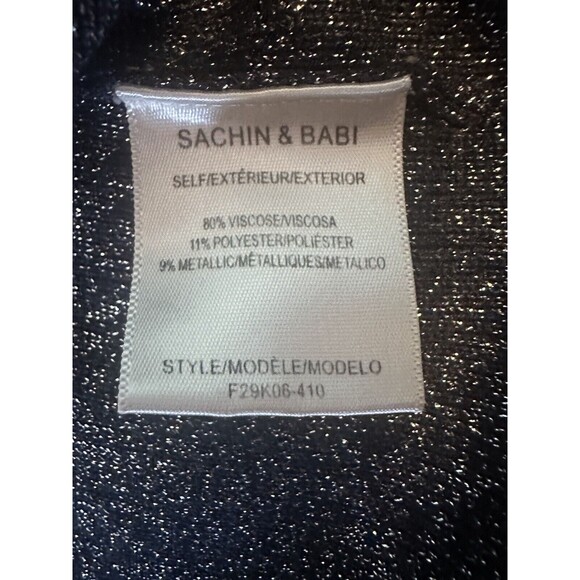 SACHIN & BABI
SELF/EXTÉRIEUR/EXTERIOR
80% VISCOSE/VISCOSA
11% POLYESTER/POLIÉSTER
9% METALLIC/MÉTALLIQUES/METALICO
STYLE/MODÈLE/MODELO
F29K06-410